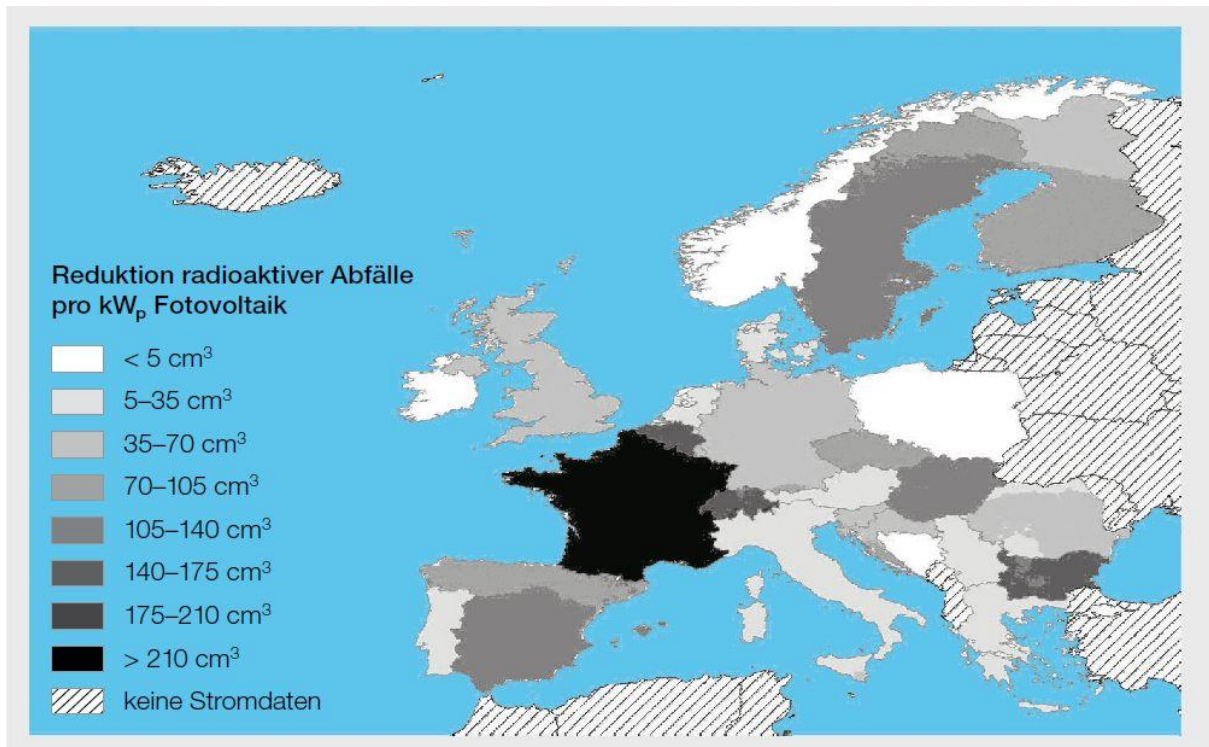 Reduktion radioaktiver Abfälle
pro kWp Fotovoltaik
< 5 cm³
5–35 cm³
35–70 cm³
70–105 cm³
105–140 cm³
140–175 cm³
175–210 cm³
> 210 cm³
keine Stromdaten